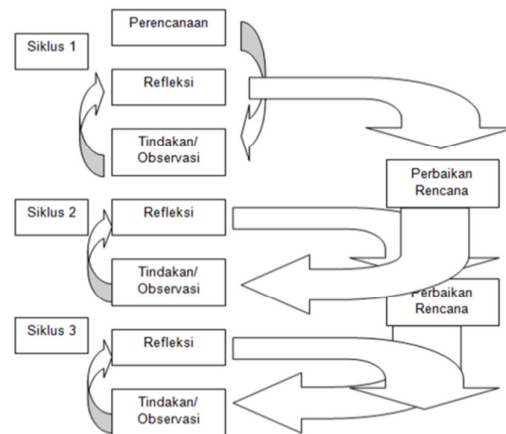 Perencanaan
Siklus 1
Refleksi
Tindakan/
Observasi
Perbaikan
Rencana
Siklus 2
Refleksi
Tindakan/
Observasi
Perbaikan
Rencana
Siklus 3
Refleksi
Tindakan/
Observasi